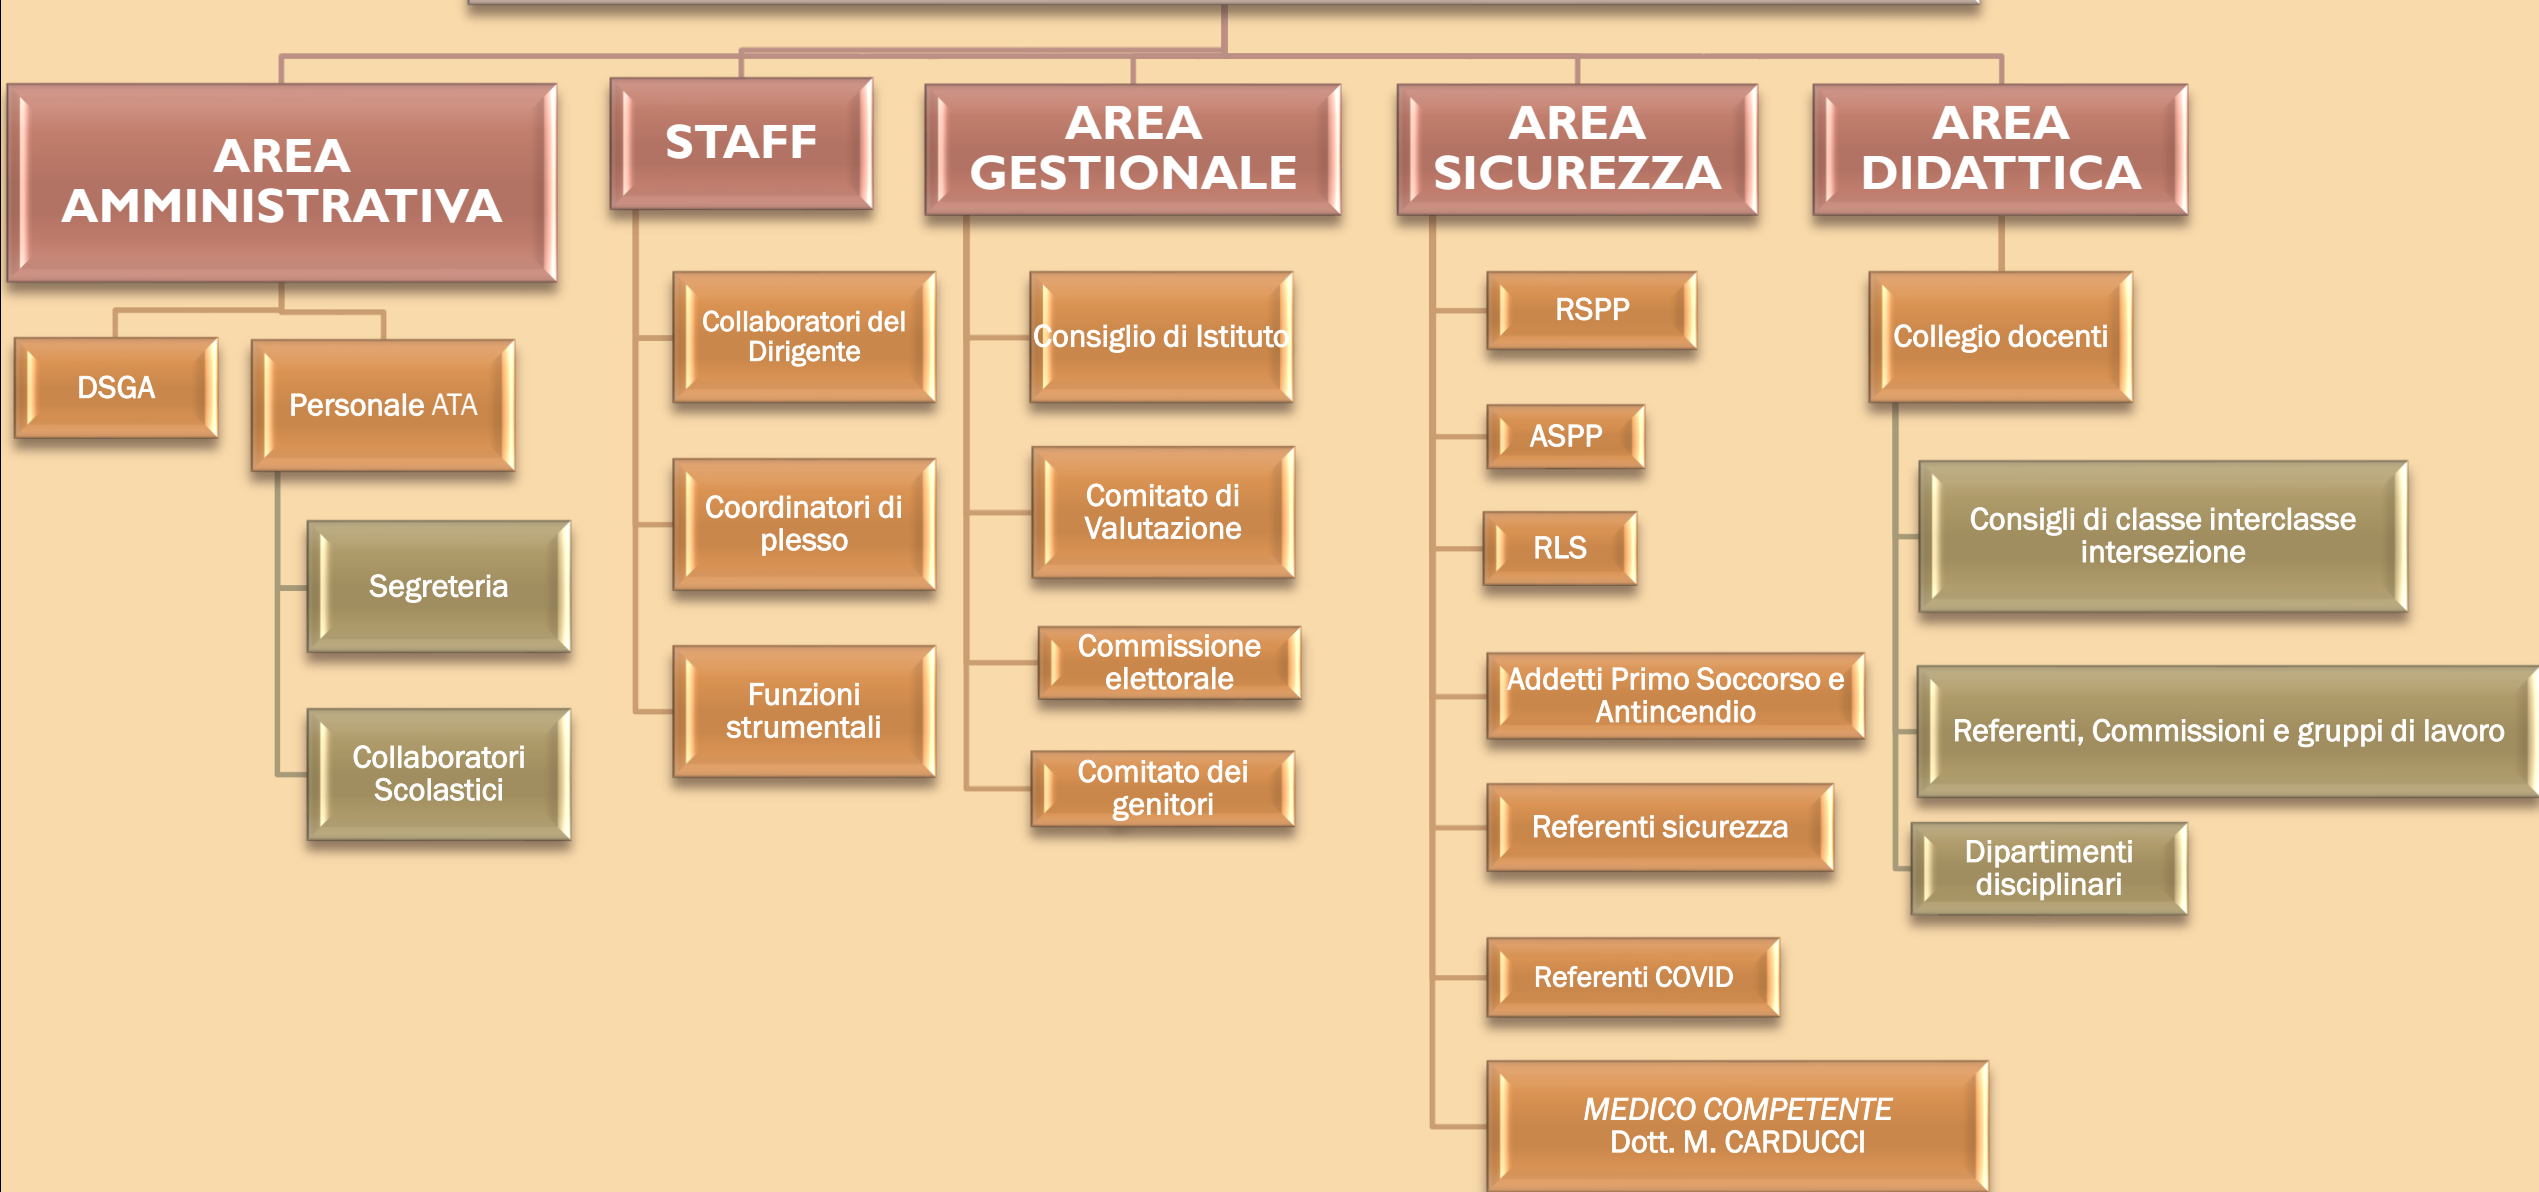 AREA
AMMINISTRATIVA
DSGA
Personale ATA
Segreteria
Collaboratori
Scolastici
STAFF
Collaboratori del
Dirigente
Coordinatori di
plesso
Funzioni
strumentali
AREA
GESTIONALE
Consiglio di Istituto
Comitato di
Valutazione
Commissione
elettorale
Comitato dei
genitori
AREA
SICUREZZA
RSPP
ASPP
RLS
Addetti Primo Soccorso e
Antincendio
Referenti sicurezza
Referenti COVID
MEDICO COMPETENTE
Dott. M. CARDUCCI
AREA
DIDATTICA
Collegio docenti
Consigli di classe interclasse
intersezione
Referenti, Commissioni e gruppi di lavoro
Dipartimenti
disciplinari